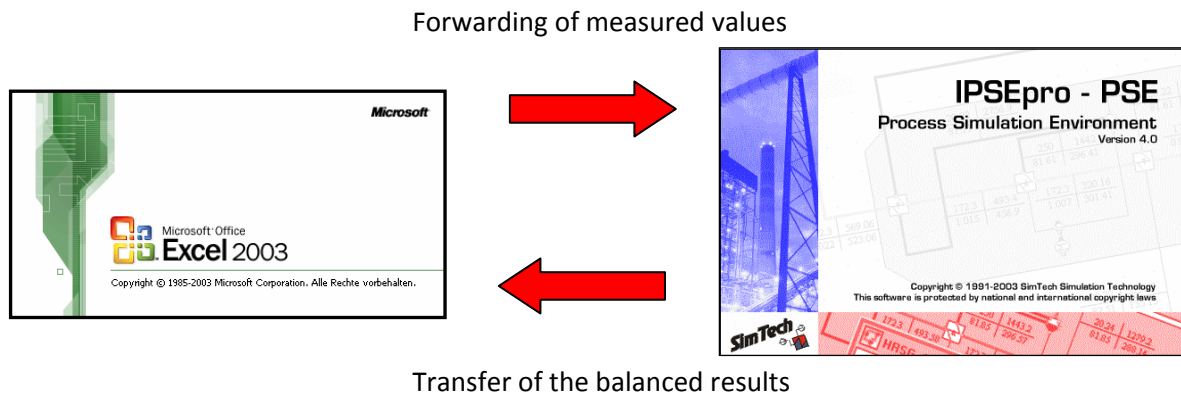 Forwarding of measured values
Microsoft
Microsoft Office
Excel 2003
Copyright © 1985-2003 Microsoft Corporation. Alle Rechte vorbehalten.
IPSEpro - PSE
Process Simulation Environment
Version 4.0
Copyright © 1991-2003 SimTech Simulation Technology
This software is protected by national and international copyright laws
SimTech
HRSG
Transfer of the balanced results